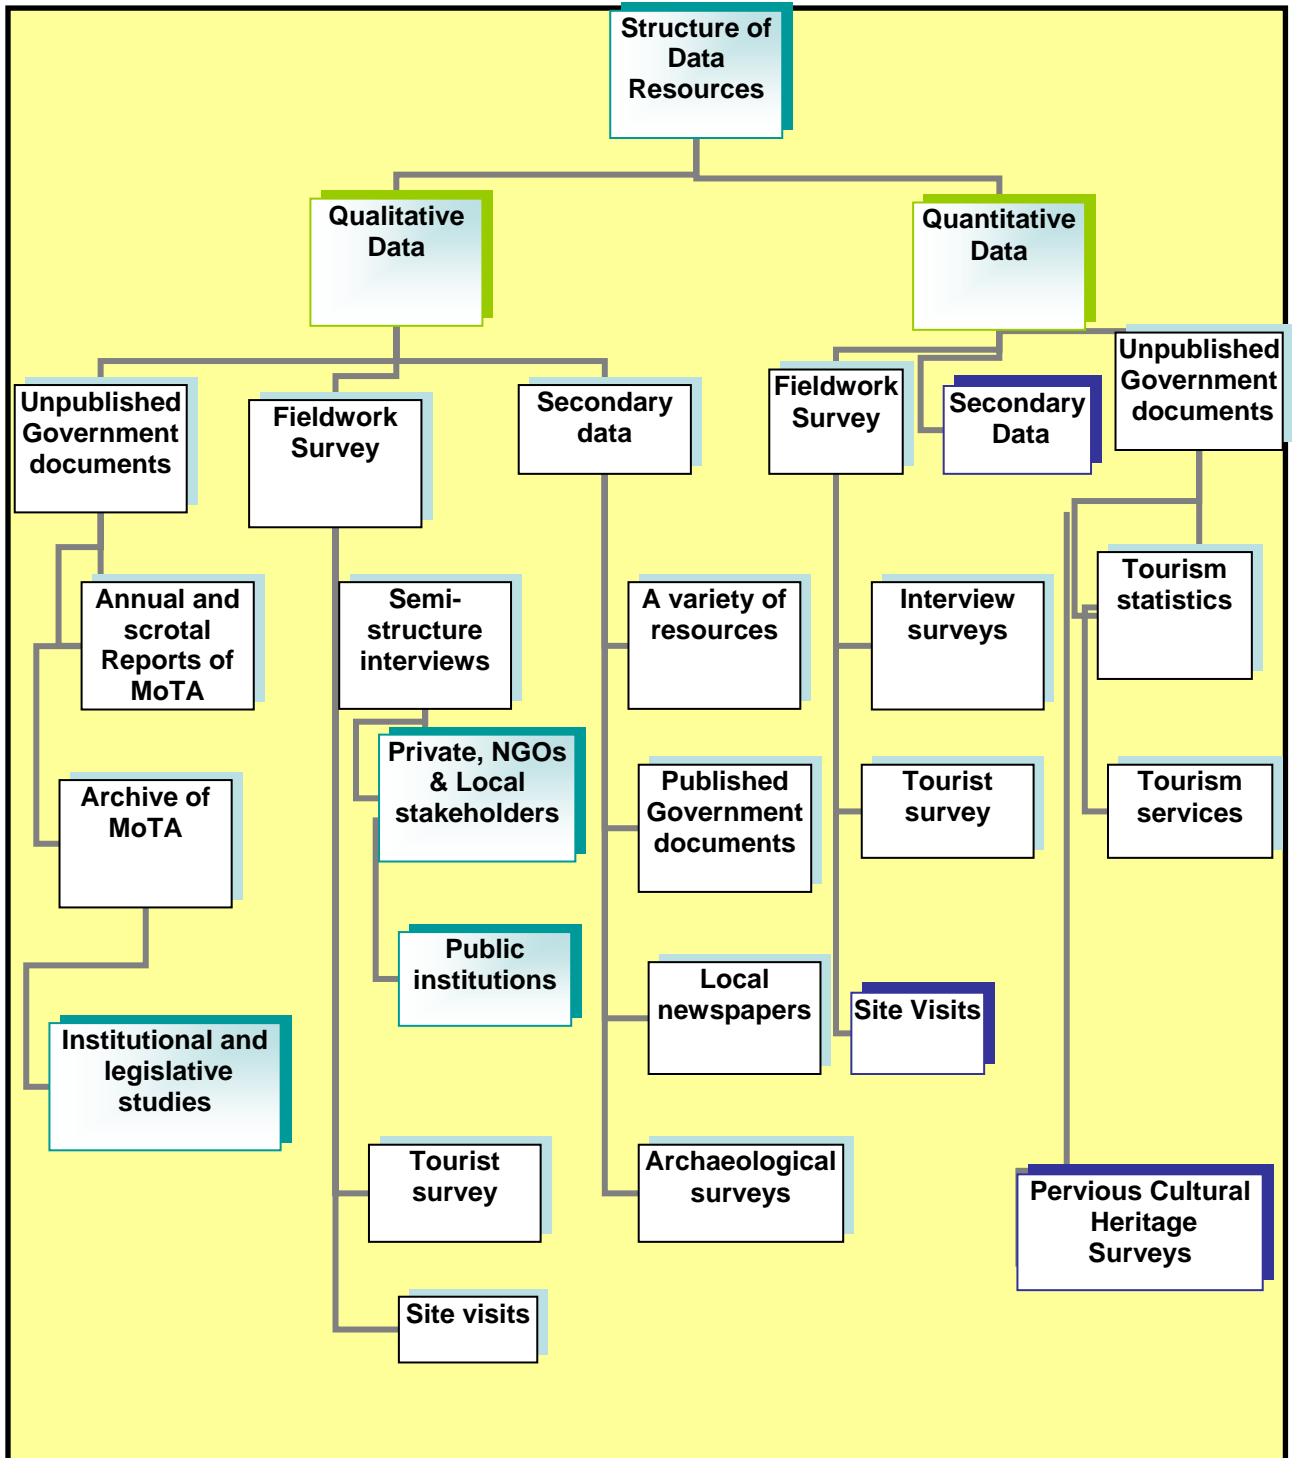 Structure of
Data
Resources
Qualitative
Data
Quantitative
Data
Unpublished
Government
documents
Fieldwork
Survey
Secondary
data
Fieldwork
Survey
Secondary
Data
Unpublished
Government
documents
Annual and
scrotal
Reports of
MoTA
Semi-
structure
interviews
A variety of
resources
Interview
surveys
Tourism
statistics
Private, NGOs
& Local
stakeholders
Archive of
MoTA
Published
Government
documents
Tourist
survey
Tourism
services
Public
institutions
Local
newspapers
Site Visits
Institutional and
legislative
studies
Tourist
survey
Archaeological
surveys
Pervious Cultural
Heritage
Surveys
Site visits